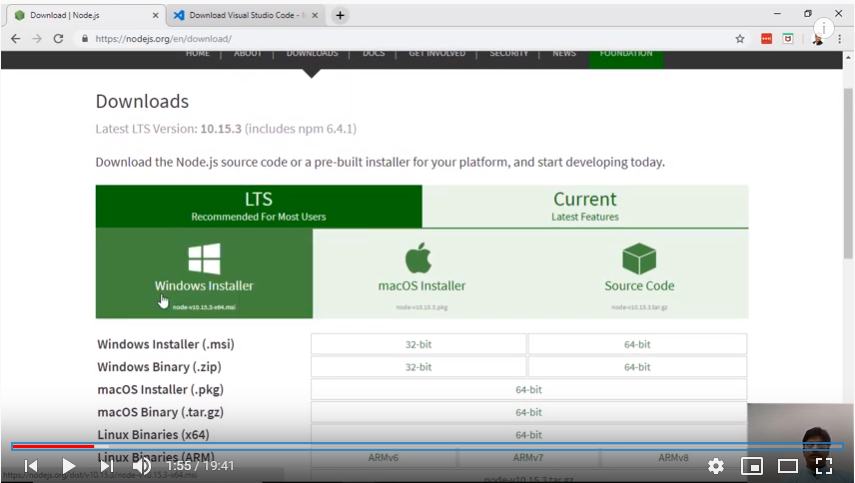 Download | Node.js
Download Visual Studio Code -
https://nodejs.org/en/download/
HOME | ABOUT | DOWNLOADS | DOCS | GET INVOLVED | SECURITY | NEWS | FOUNDATION
Downloads
Latest LTS Version: 10.15.3 (includes npm 6.4.1)
Download the Node.js source code or a pre-built installer for your platform, and start developing today.
LTS
Recommended For Most Users
Current
Latest Features
Windows Installer
node-v10.15.3-x64.msi
macOS Installer
node-v10.15.3.pkg
Source Code
node-v10.15.3.tar.gz
Windows Installer (.msi) 32-bit 64-bit
Windows Binary (.zip) 32-bit 64-bit
macOS Installer (.pkg) 64-bit
macOS Binary (.tar.gz) 64-bit
Linux Binaries (x64) 64-bit
Linux Binaries (ARM) ARMv6 ARMv7 ARMv8
1:55 / 19:41
https://nodejs.org/dist/v10.15.3/node-v10.15.3-x64.msi
node-v10.15.3.tar.gz